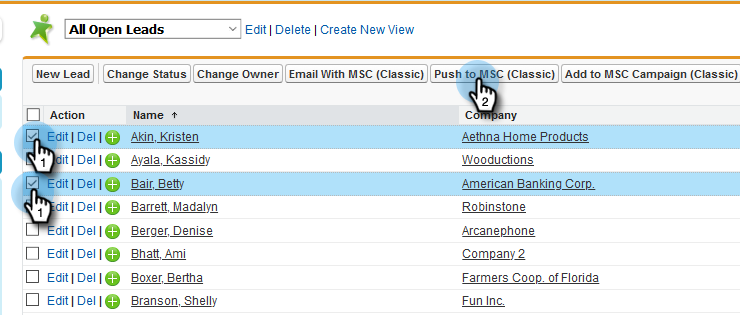 All Open Leads Edit | Delete | Create New View
New Lead Change Status Change Owner Email With MSC (Classic) Push to MSC (Classic) Add to MSC Campaign (Classic)
Action Name Company
Edit | Del | Akin, Kristen Aethna Home Products
1 2
Edit | Del | Ayala, Kassidy Wooductions
Edit | Del | Bair, Betty American Banking Corp.
1
Edit | Del | Barrett, Madalyn Robinstone
Edit | Del | Berger, Denise Arcanephone
Edit | Del | Bhatt, Ami Company 2
Edit | Del | Boxer, Bertha Farmers Coop. of Florida
Edit | Del | Branson, Shelly Fun Inc.